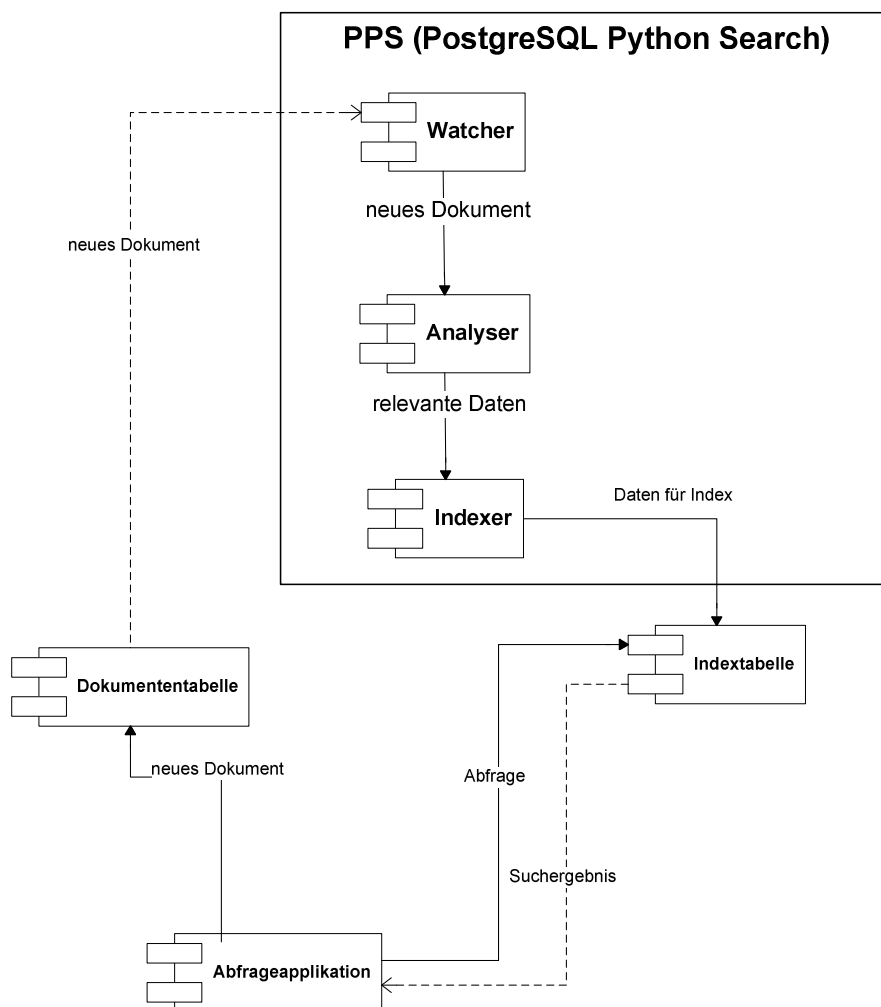 PPS (PostgreSQL Python Search)
Watcher
neues Dokument
neues Dokument
Analyser
relevante Daten
Daten für Index
Indexer
Indextabelle
Dokumententabelle
neues Dokument
Abfrage
Suchergebnis
Abfrageapplikation